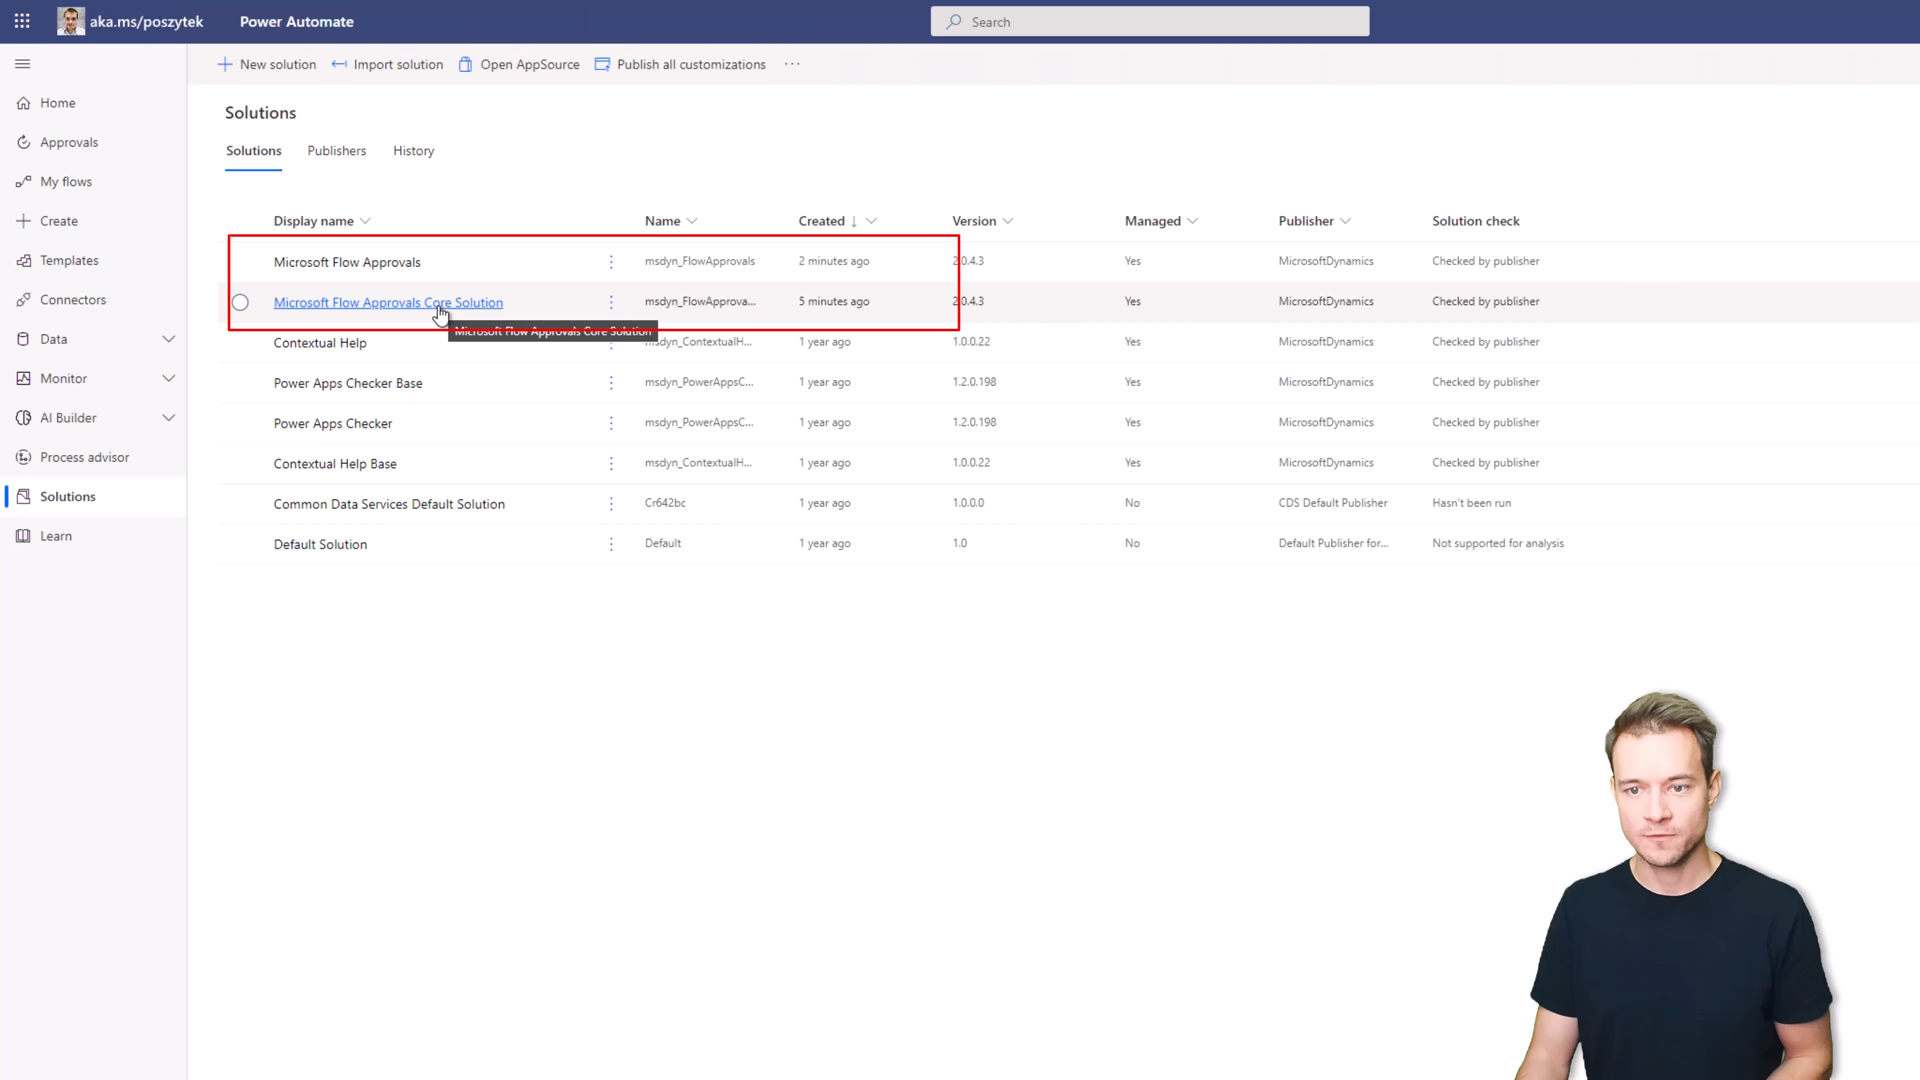 aka.ms/poszytek Power Automate Search
New solution Import solution Open AppSource Publish all customizations ...
Home
Approvals
My flows
Create
Templates
Connectors
Data
Monitor
AI Builder
Process advisor
Solutions
Learn
Solutions
Solutions Publishers History
Display name Name Created ↓ Version Managed Publisher Solution check
Microsoft Flow Approvals msdyn_FlowApprovals 2 minutes ago 2.0.4.3 Yes MicrosoftDynamics Checked by publisher
Microsoft Flow Approvals Core Solution msdyn_FlowApprova... 5 minutes ago 2.0.4.3 Yes MicrosoftDynamics Checked by publisher
Microsoft Flow Approvals Core Solution
Contextual Help msdyn_ContextualH... 1 year ago 1.0.0.22 Yes MicrosoftDynamics Checked by publisher
Power Apps Checker Base msdyn_PowerAppsC... 1 year ago 1.2.0.198 Yes MicrosoftDynamics Checked by publisher
Power Apps Checker msdyn_PowerAppsC... 1 year ago 1.2.0.198 Yes MicrosoftDynamics Checked by publisher
Contextual Help Base msdyn_ContextualH... 1 year ago 1.0.0.22 Yes MicrosoftDynamics Checked by publisher
Common Data Services Default Solution Cr642bc 1 year ago 1.0.0.0 No CDS Default Publisher Hasn't been run
Default Solution Default 1 year ago 1.0 No Default Publisher for... Not supported for analysis